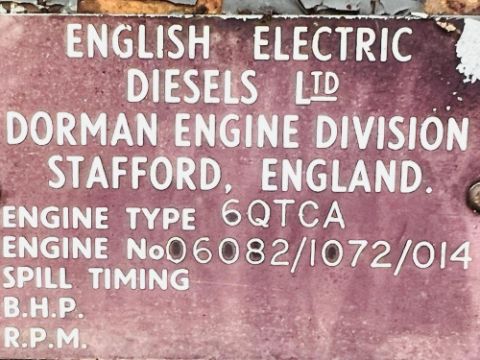 ENGLISH ELECTRIC
DIESELS LTD
DORMAN ENGINE DIVISION
STAFFORD, ENGLAND.
ENGINE TYPE 6QTCA
ENGINE No. 06082/1072/014
SPILL TIMING
B.H.P.
R.P.M.